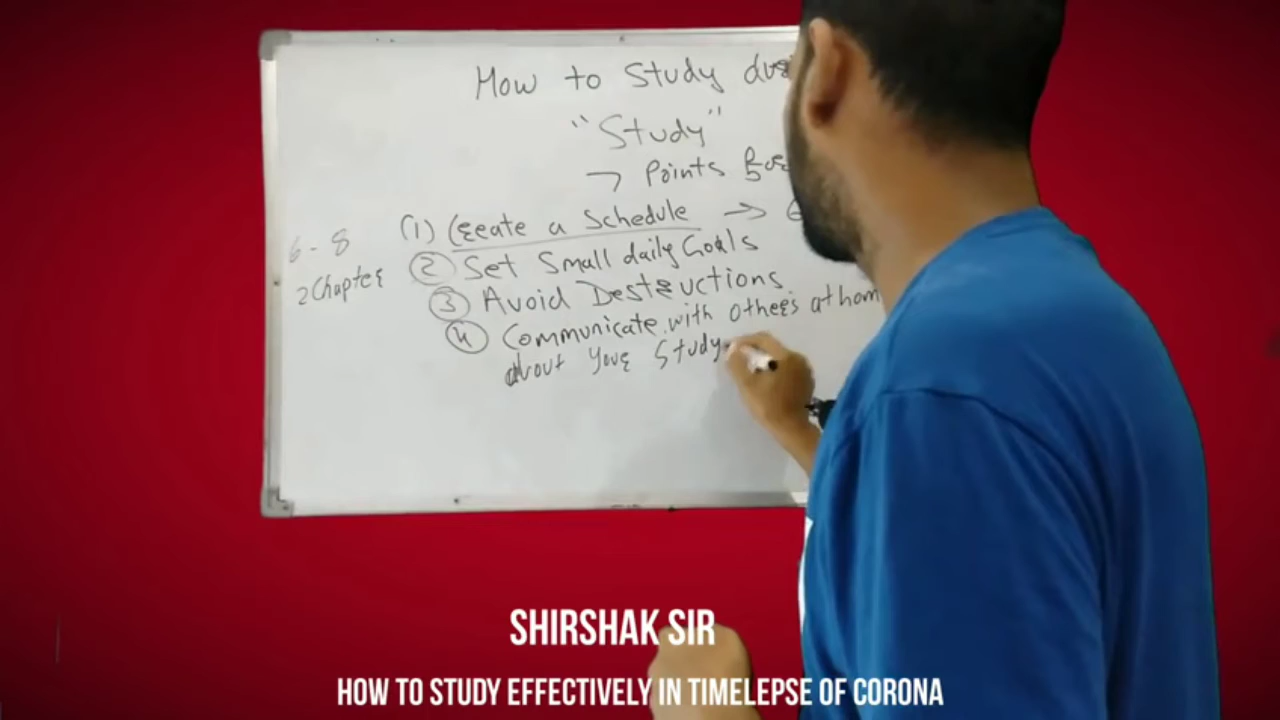 How to Study
"Study"
→ Points
6 - 8
2 Chapter
(1) Create a Schedule →
(2) Set Small daily Goals
(3) Avoid Destructions
(4) Communicate with others at hom
about your Study
SHIRSHAK SIR
HOW TO STUDY EFFECTIVELY IN TIMELEPSE OF CORONA